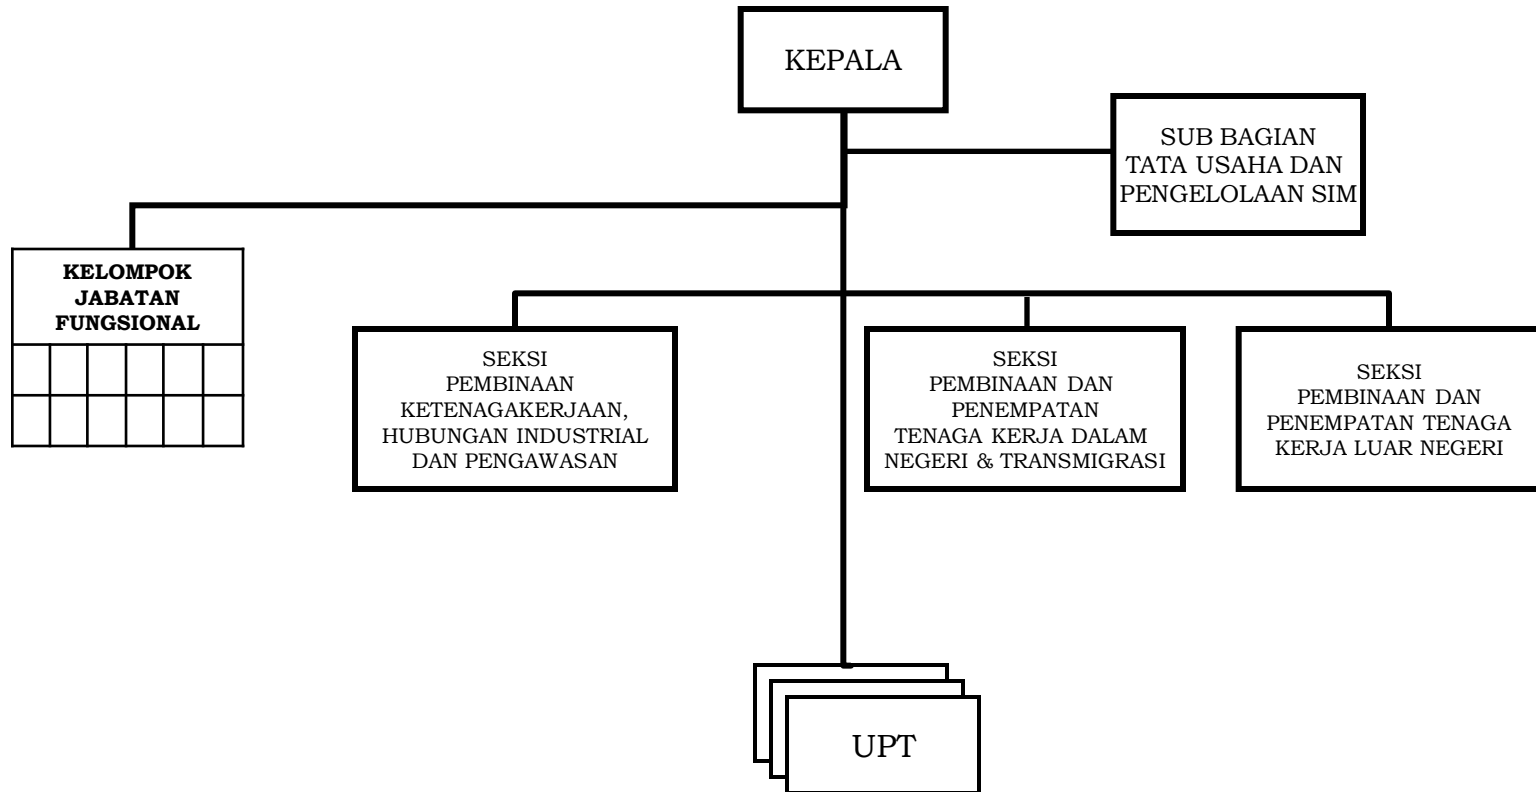 KEPALA
SUB BAGIAN
TATA USAHA DAN
PENGELOLAAN SIM
KELOMPOK
JABATAN
FUNGSIONAL
SEKSI
PEMBINAAN
KETENAGAKERJAAN,
HUBUNGAN INDUSTRIAL
DAN PENGAWASAN
SEKSI
PEMBINAAN DAN
PENEMPATAN
TENAGA KERJA DALAM
NEGERI & TRANSMIGRASI
SEKSI
PEMBINAAN DAN
PENEMPATAN TENAGA
KERJA LUAR NEGERI
UPT